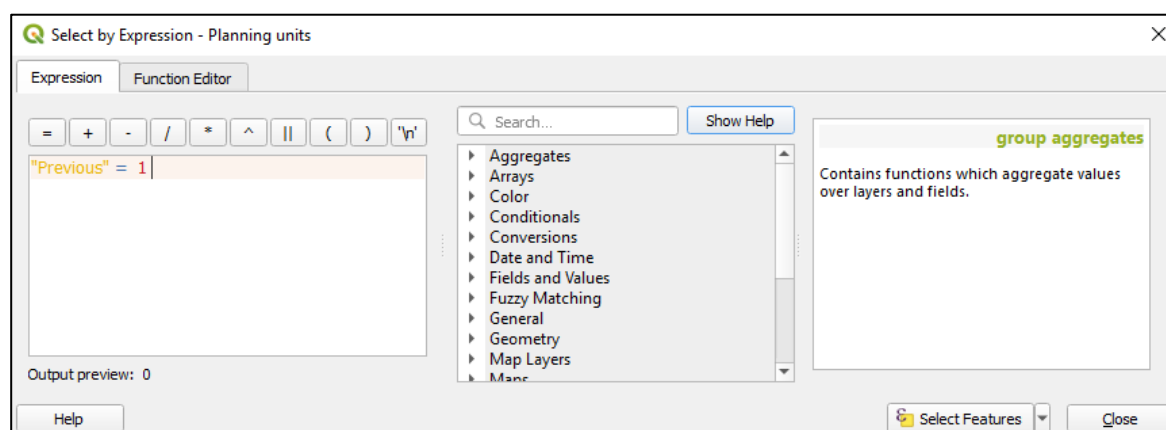 Select by Expression - Planning units
Expression
Function Editor
= + - / * ^ || ( ) '\n'
"Previous" = 1
Output preview: 0
Search...
Show Help
Aggregates
Arrays
Color
Conditionals
Conversions
Date and Time
Fields and Values
Fuzzy Matching
General
Geometry
Map Layers
Maps
group aggregates
Contains functions which aggregate values
over layers and fields.
Help
Select Features
Close